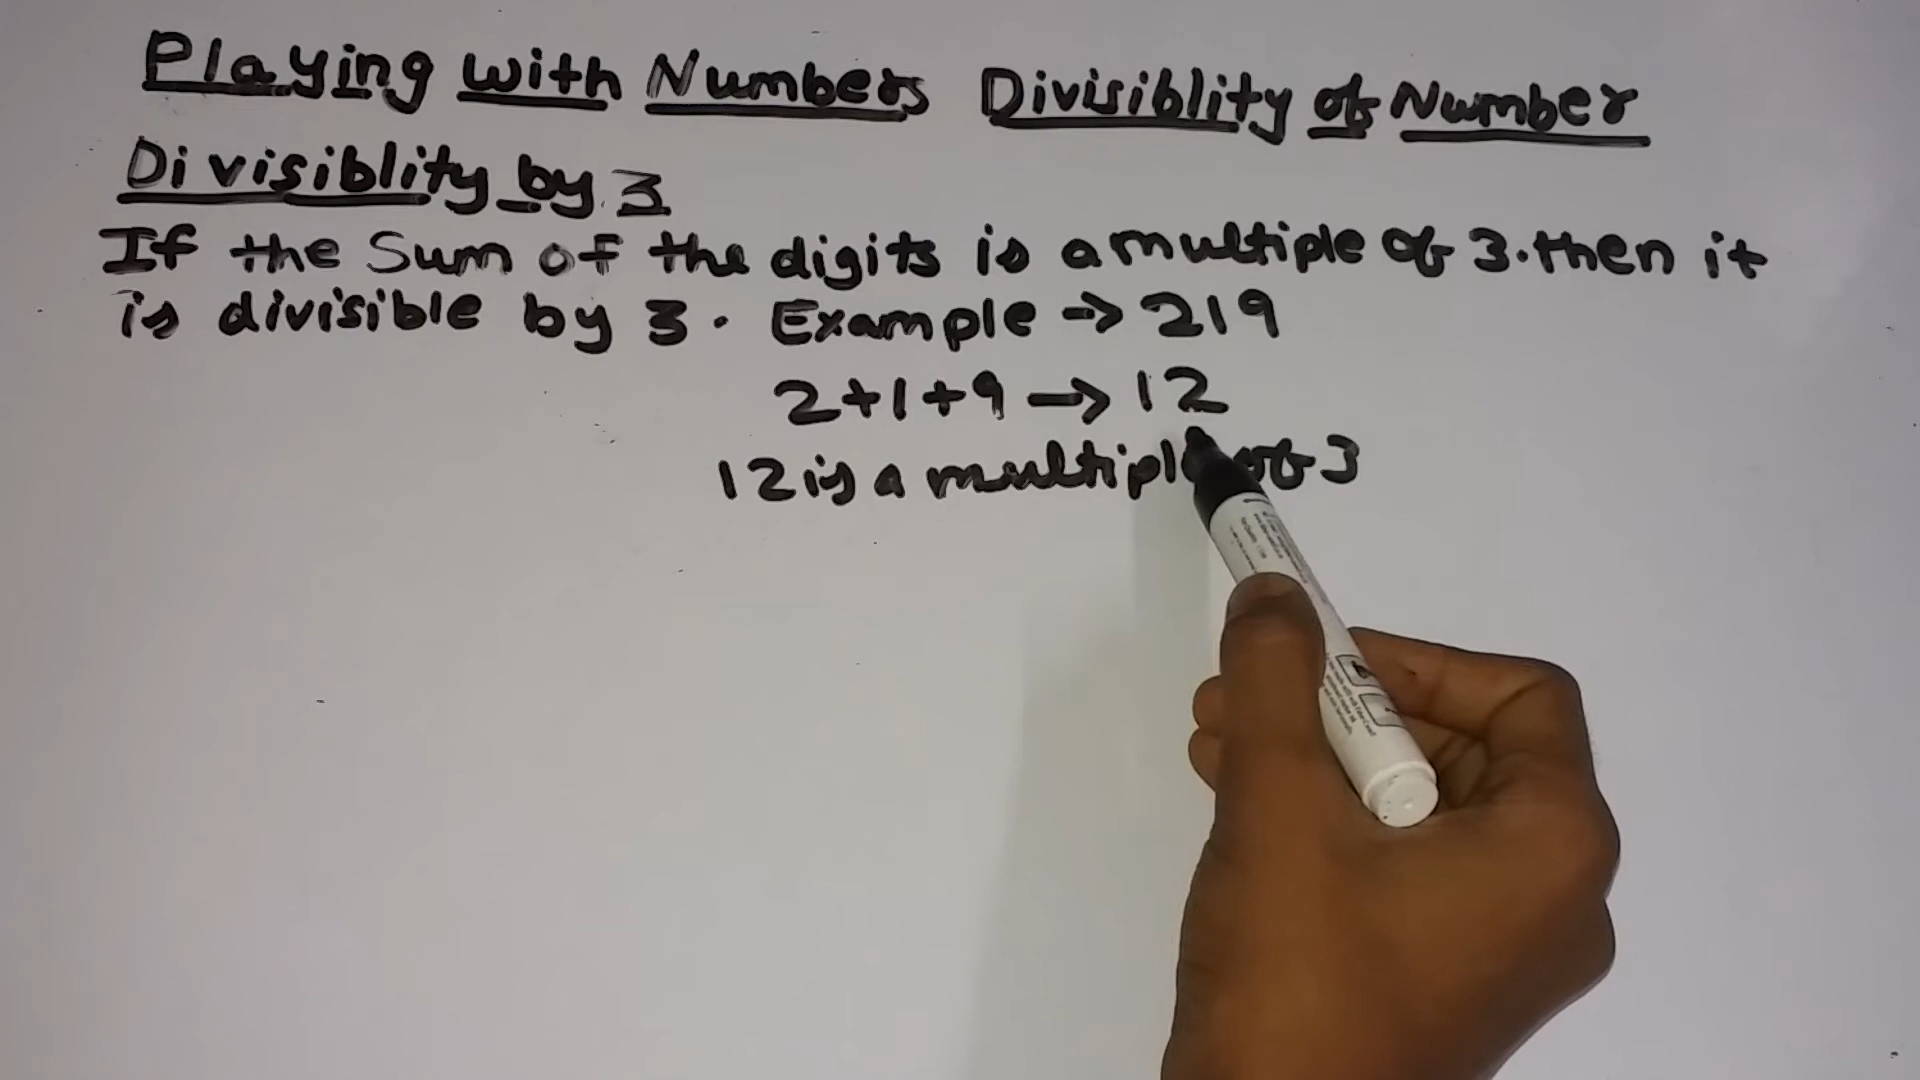 Playing with Numbers Divisiblity of Number
Divisiblity by 3
If the Sum of the digits is a multiple of 3. then it
is divisible by 3. Example → 219
2+1+9 → 12
12 is a multiple of 3